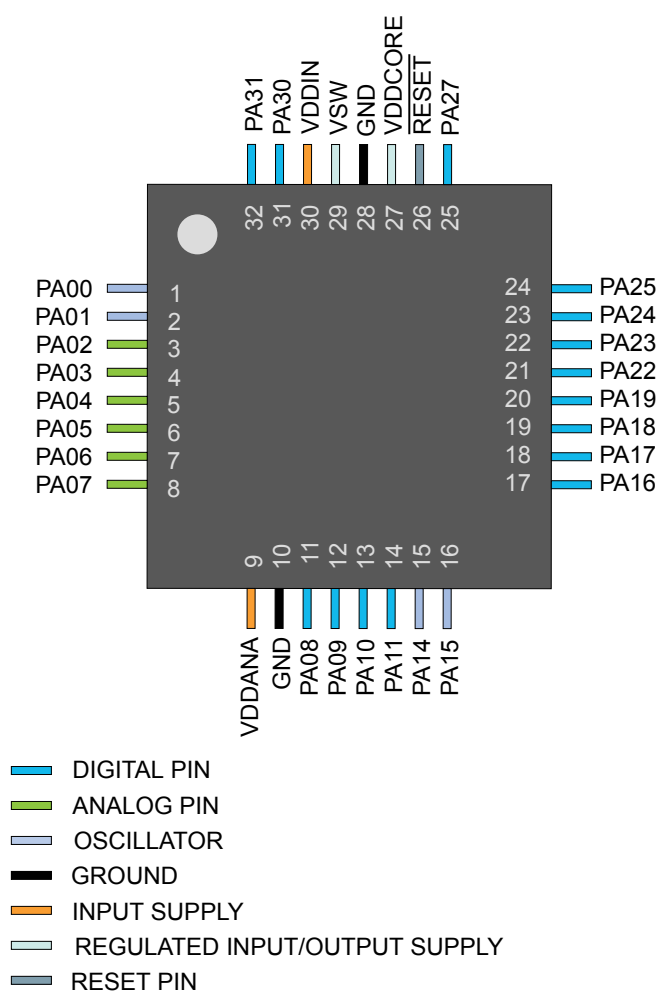 PA31
PA30
VDDIN
VSW
GND
VDDCORE
RESET
PA27
32
31
30
29
28
27
26
25
PA00
1
PA01
2
PA02
3
PA03
4
PA04
5
PA05
6
PA06
7
PA07
8
24
PA25
23
PA24
22
PA23
21
PA22
20
PA19
19
PA18
18
PA17
17
PA16
9
10
11
12
13
14
15
16
VDDANA
GND
PA08
PA09
PA10
PA11
PA14
PA15
DIGITAL PIN
ANALOG PIN
OSCILLATOR
GROUND
INPUT SUPPLY
REGULATED INPUT/OUTPUT SUPPLY
RESET PIN